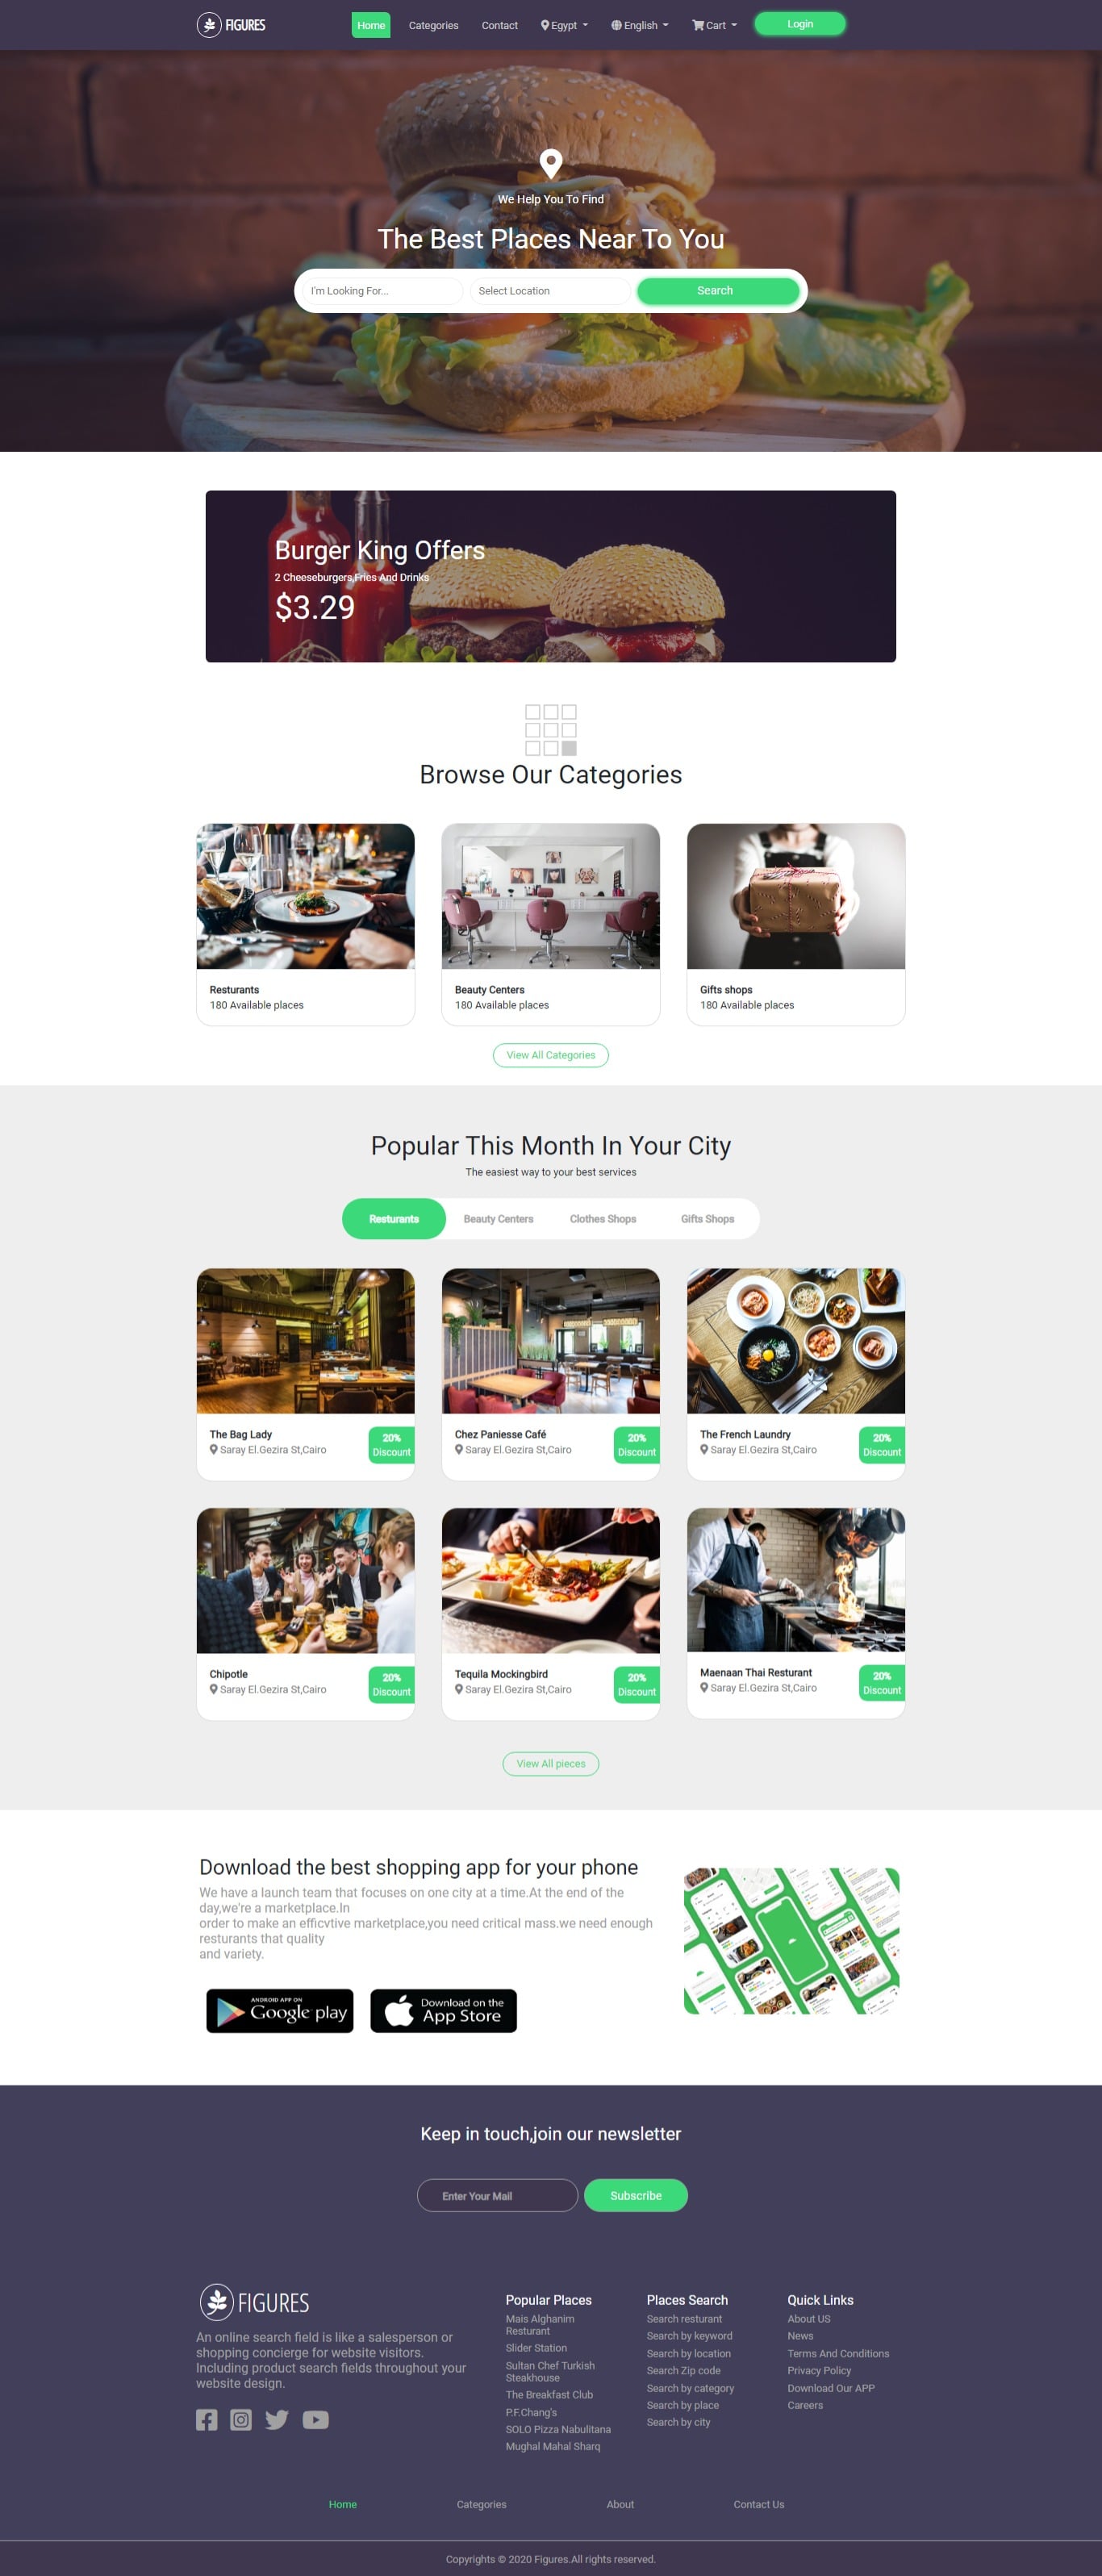 FIGURES
Home Categories Contact Egypt English Cart Login
We Help You To Find
The Best Places Near To You
I'm Looking For... Select Location Search
Burger King Offers
2 Cheeseburgers,Fries And Drinks
$3.29
Browse Our Categories
Resturants
180 Available places
Beauty Centers
180 Available places
Gifts shops
180 Available places
View All Categories
Popular This Month In Your City
The easiest way to your best services
Resturants Beauty Centers Clothes Shops Gifts Shops
The Bag Lady
Saray El.Gezira St,Cairo
20%
Discount
Chez Paniesse Café
Saray El.Gezira St,Cairo
20%
Discount
The French Laundry
Saray El.Gezira St,Cairo
20%
Discount
Chipotle
Saray El.Gezira St,Cairo
20%
Discount
Tequila Mockingbird
Saray El.Gezira St,Cairo
20%
Discount
Maenaan Thai Resturant
Saray El.Gezira St,Cairo
20%
Discount
View All pieces
Download the best shopping app for your phone
We have a launch team that focuses on one city at a time.At the end of the
day,we're a marketplace.In
order to make an efficvtive marketplace,you need critical mass.we need enough
resturants that quality
and variety.
ANDROID APP ON
Google play
Download on the
App Store
Keep in touch,join our newsletter
Enter Your Mail Subscribe
FIGURES
An online search field is like a salesperson or
shopping concierge for website visitors.
Including product search fields throughout your
website design.
Popular Places
Mais Alghanim
Resturant
Slider Station
Sultan Chef Turkish
Steakhouse
The Breakfast Club
P.F.Chang's
SOLO Pizza Nabulitana
Mughal Mahal Sharq
Places Search
Search resturant
Search by keyword
Search by location
Search Zip code
Search by category
Search by place
Search by city
Quick Links
About US
News
Terms And Conditions
Privacy Policy
Download Our APP
Careers
Home Categories About Contact Us
Copyrights © 2020 Figures.All rights reserved.